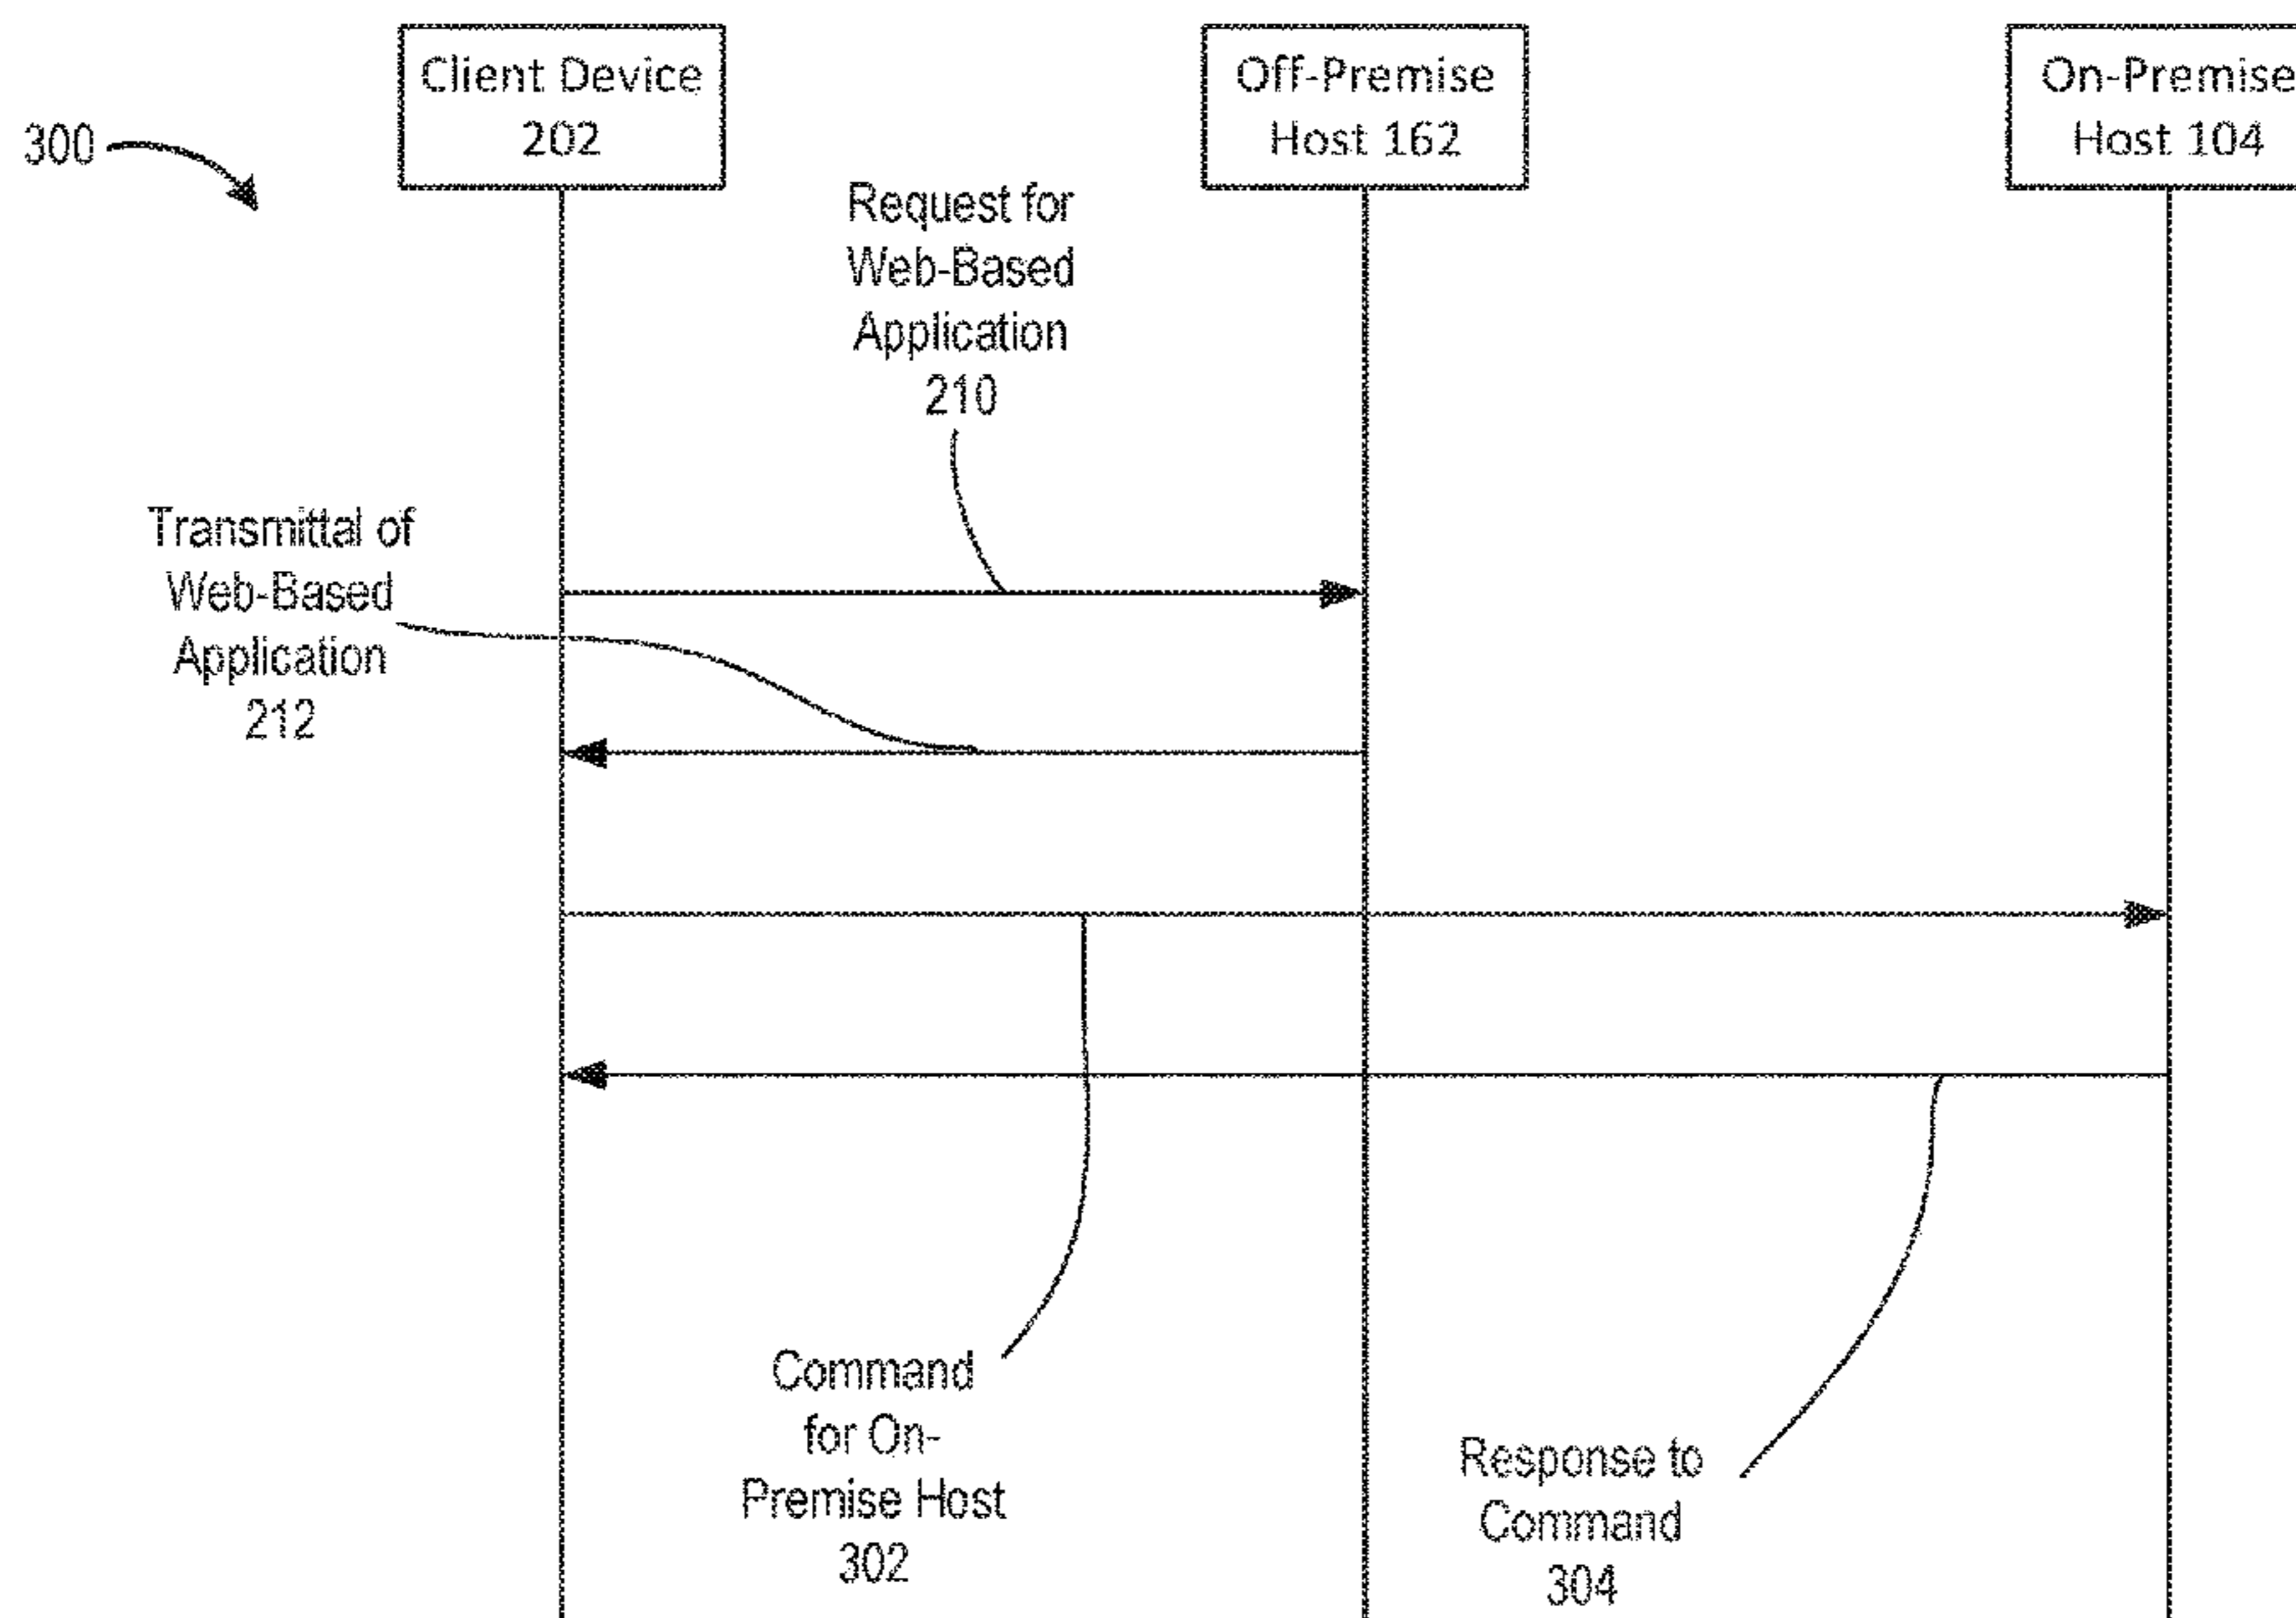 Client Device
202
Off-Premise
Host 162
On-Premise
Host 104
300
Request for
Web-Based
Application
210
Transmittal of
Web-Based
Application
212
Command
for On-
Premise Host
302
Response to
Command
304